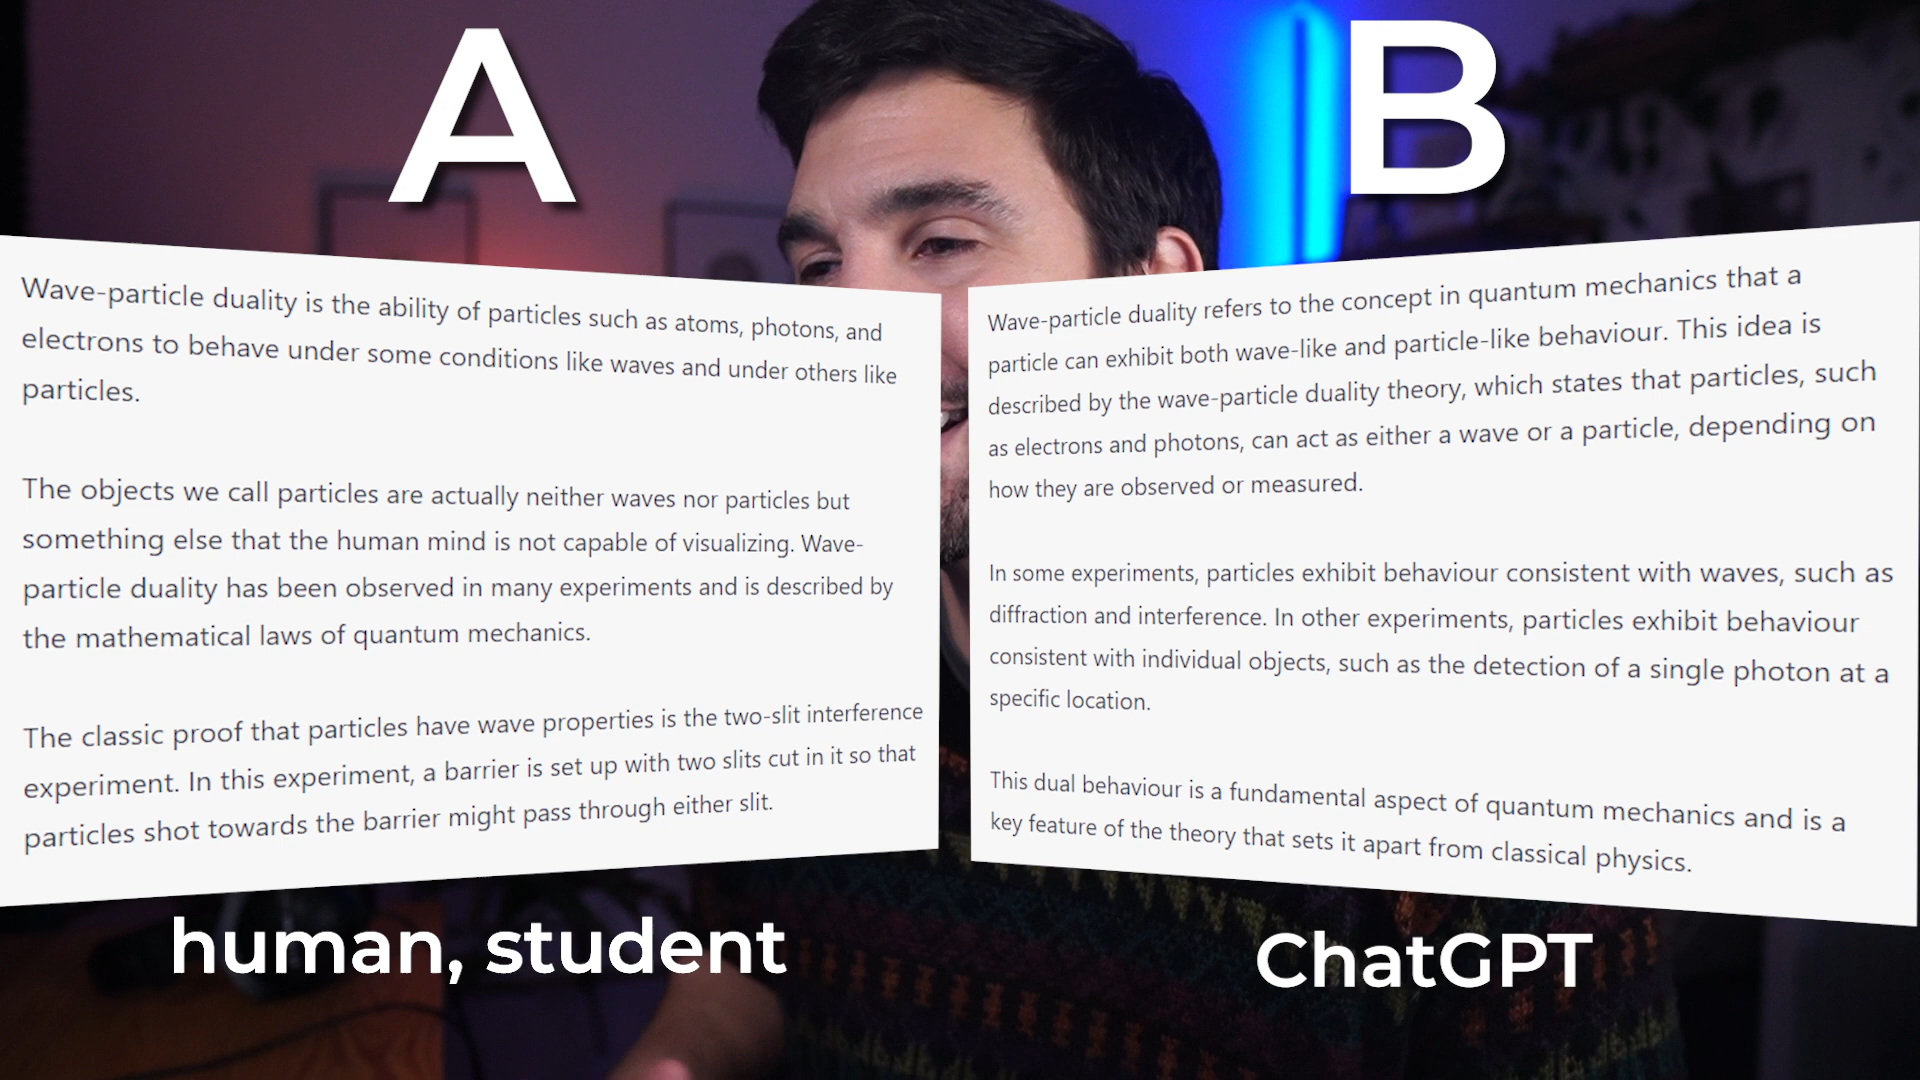 A
Wave-particle duality is the ability of particles such as atoms, photons, and
electrons to behave under some conditions like waves and under others like
particles.
The objects we call particles are actually neither waves nor particles but
something else that the human mind is not capable of visualizing. Wave-
particle duality has been observed in many experiments and is described by
the mathematical laws of quantum mechanics.
The classic proof that particles have wave properties is the two-slit interference
experiment. In this experiment, a barrier is set up with two slits cut in it so that
particles shot towards the barrier might pass through either slit.
human, student
B
Wave-particle duality refers to the concept in quantum mechanics that a
particle can exhibit both wave-like and particle-like behaviour. This idea is
described by the wave-particle duality theory, which states that particles, such
as electrons and photons, can act as either a wave or a particle, depending on
how they are observed or measured.
In some experiments, particles exhibit behaviour consistent with waves, such as
diffraction and interference. In other experiments, particles exhibit behaviour
consistent with individual objects, such as the detection of a single photon at a
specific location.
This dual behaviour is a fundamental aspect of quantum mechanics and is a
key feature of the theory that sets it apart from classical physics.
ChatGPT